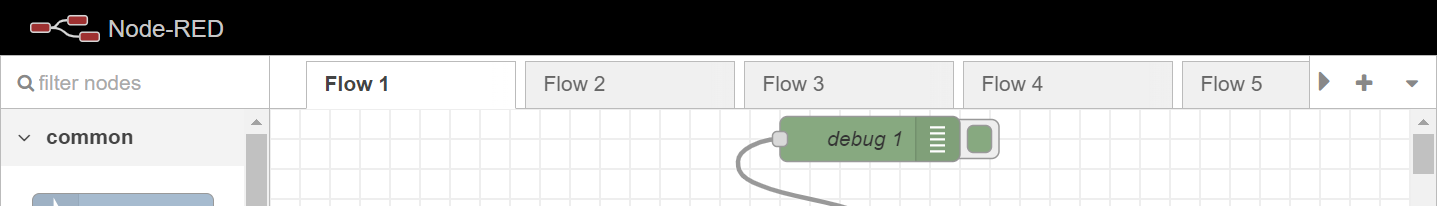 Node-RED
filter nodes
Flow 1
Flow 2
Flow 3
Flow 4
Flow 5
common
debug 1